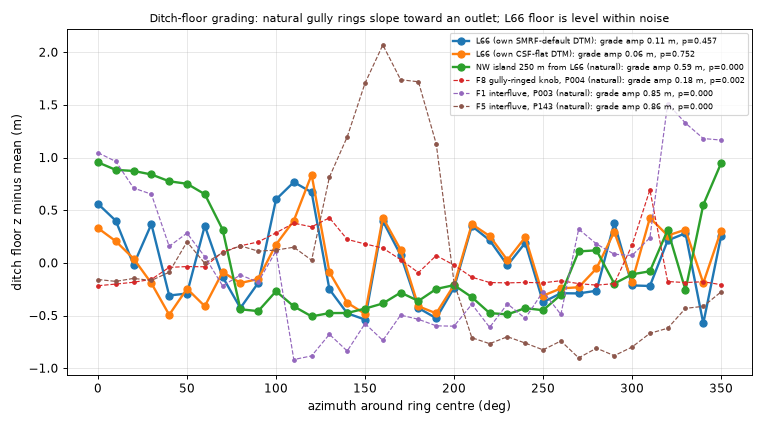 Ditch-floor grading: natural gully rings slope toward an outlet; L66 floor is level within noise
L66 (own SMRF-default DTM): grade amp 0.11 m, p=0.457
L66 (own CSF-flat DTM): grade amp 0.06 m, p=0.752
NW island 250 m from L66 (natural): grade amp 0.59 m, p=0.000
F8 gully-ringed knob, P004 (natural): grade amp 0.18 m, p=0.002
F1 interfluve, P003 (natural): grade amp 0.85 m, p=0.000
F5 interfluve, P143 (natural): grade amp 0.86 m, p=0.000
ditch floor z minus mean (m)
2.0
1.5
1.0
0.5
0.0
−0.5
−1.0
0 50 100 150 200 250 300 350
azimuth around ring centre (deg)